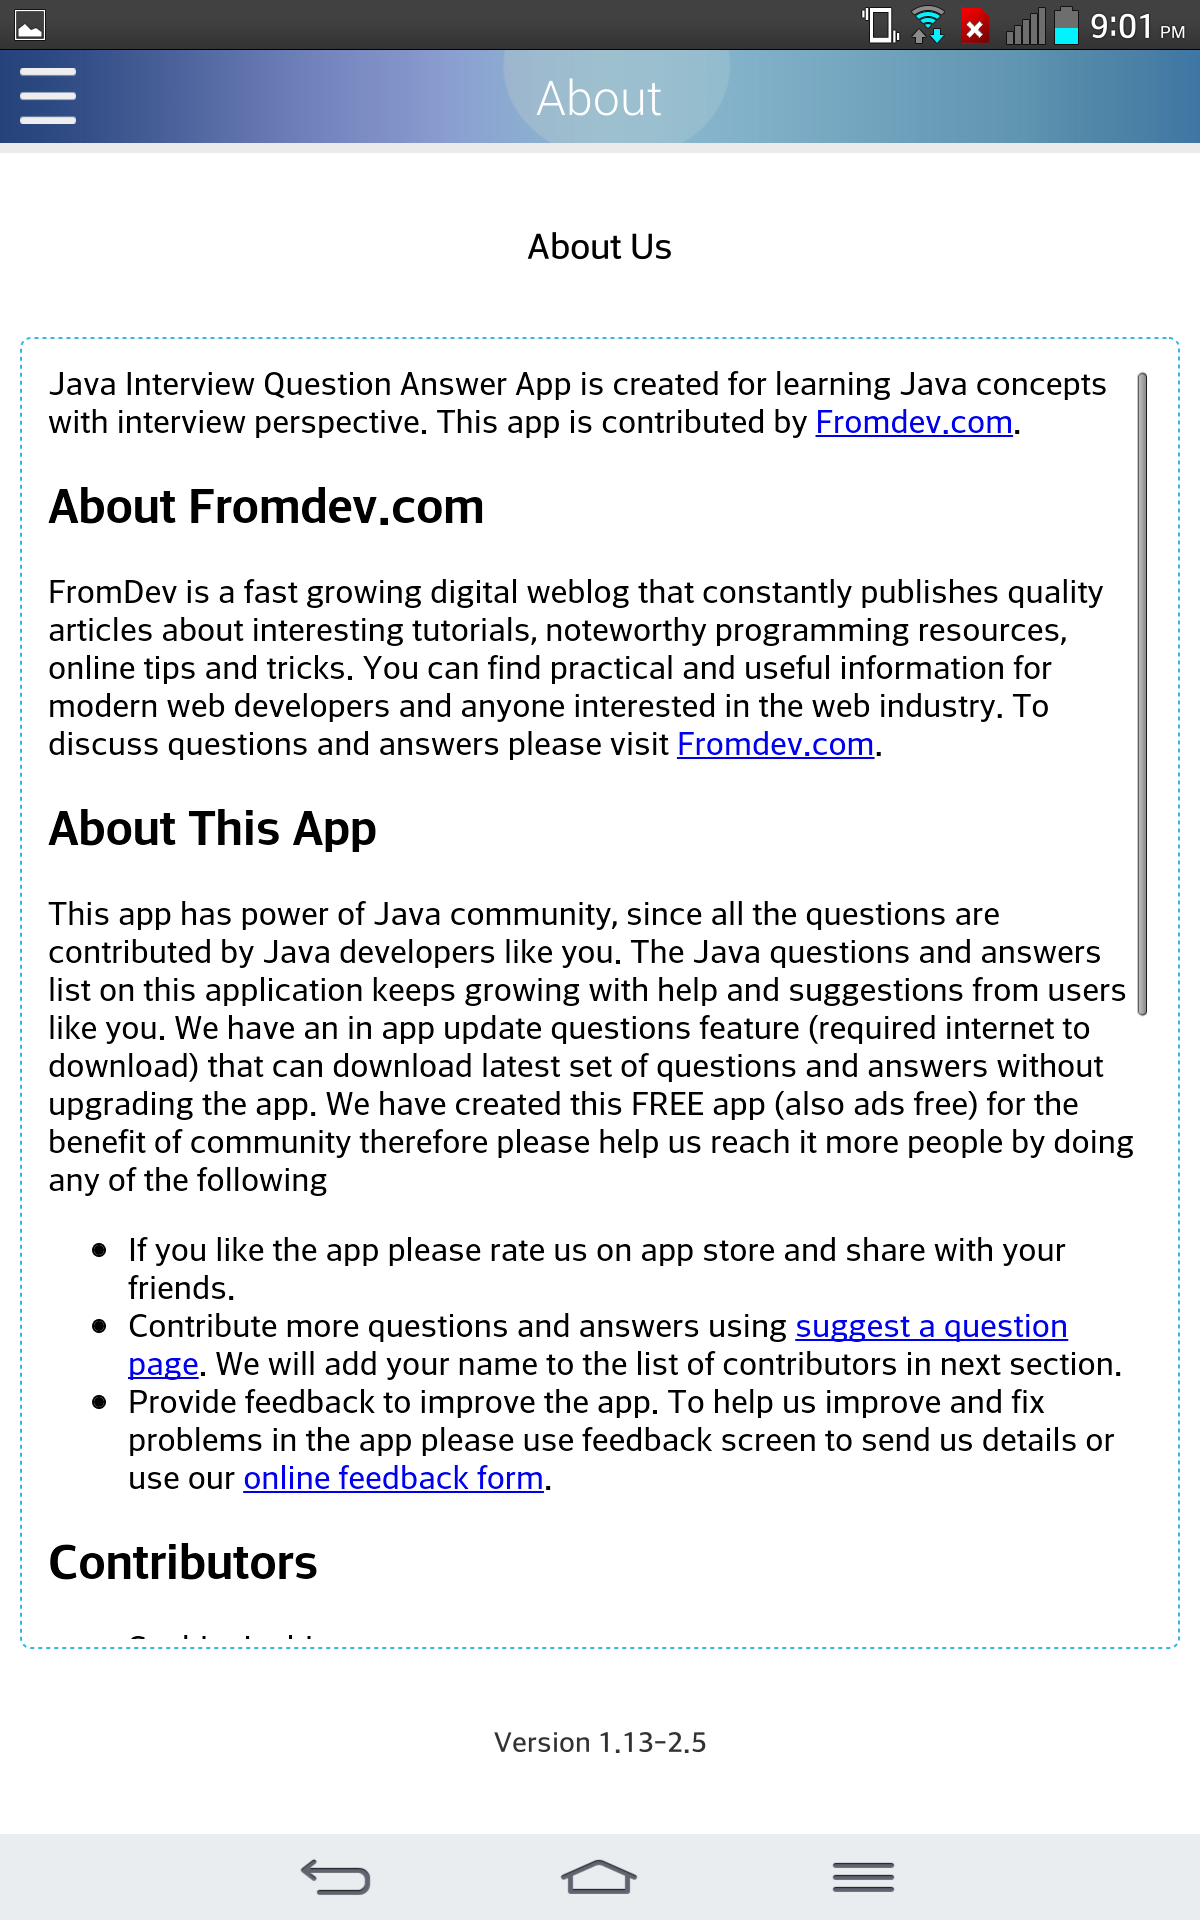 9:01 PM
About
About Us
Java Interview Question Answer App is created for learning Java concepts
with interview perspective. This app is contributed by Fromdev.com.
About Fromdev.com
FromDev is a fast growing digital weblog that constantly publishes quality
articles about interesting tutorials, noteworthy programming resources,
online tips and tricks. You can find practical and useful information for
modern web developers and anyone interested in the web industry. To
discuss questions and answers please visit Fromdev.com.
About This App
This app has power of Java community, since all the questions are
contributed by Java developers like you. The Java questions and answers
list on this application keeps growing with help and suggestions from users
like you. We have an in app update questions feature (required internet to
download) that can download latest set of questions and answers without
upgrading the app. We have created this FREE app (also ads free) for the
benefit of community therefore please help us reach it more people by doing
any of the following
If you like the app please rate us on app store and share with your
friends.
Contribute more questions and answers using suggest a question
page. We will add your name to the list of contributors in next section.
Provide feedback to improve the app. To help us improve and fix
problems in the app please use feedback screen to send us details or
use our online feedback form.
Contributors
Version 1.13-2.5